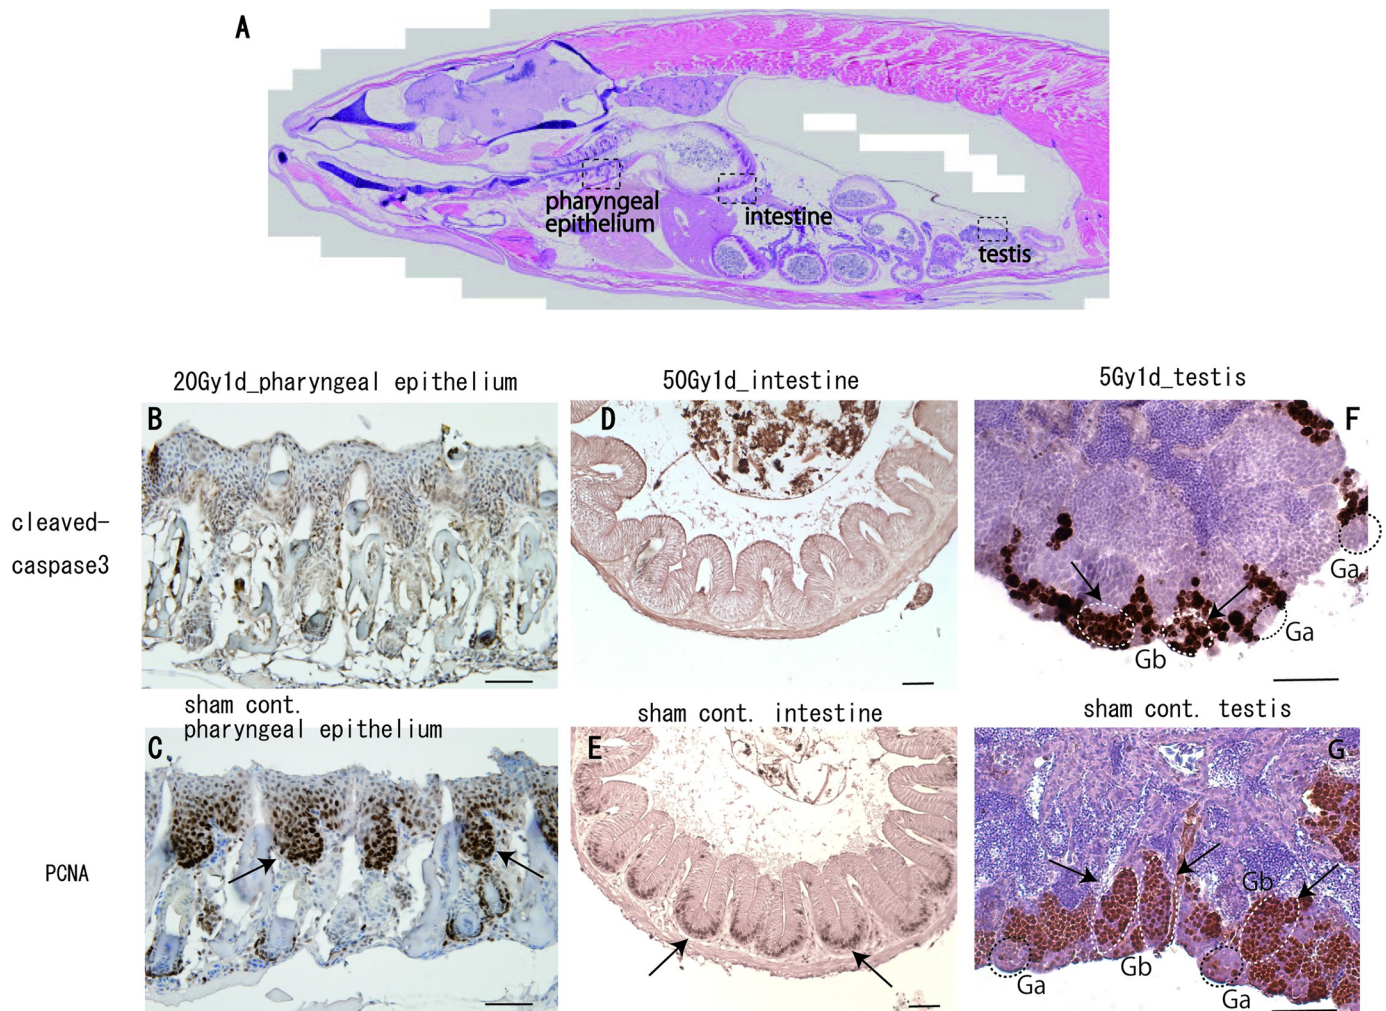 A
pharyngeal
epithelium
intestine
testis
20Gy1d_pharyngeal epithelium
50Gy1d_intestine
5Gy1d_testis
B
D
F
cleaved-
caspase3
Ga
Ga
Gb
sham cont.
pharyngeal epithelium
sham cont. intestine
sham cont. testis
C
E
G
PCNA
Gb
Gb
Ga
Ga